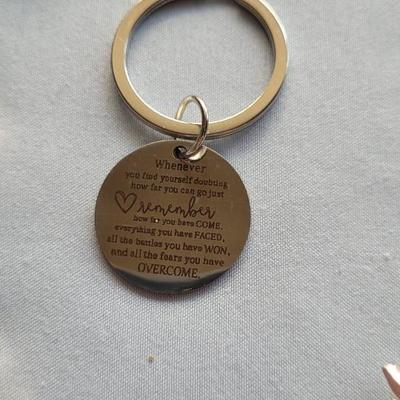 Whenever
you find yourself doubting
how far you can go just
remember
how far you have COME,
everything you have FACED,
all the battles you have WON,
and all the fears you have
OVERCOME.